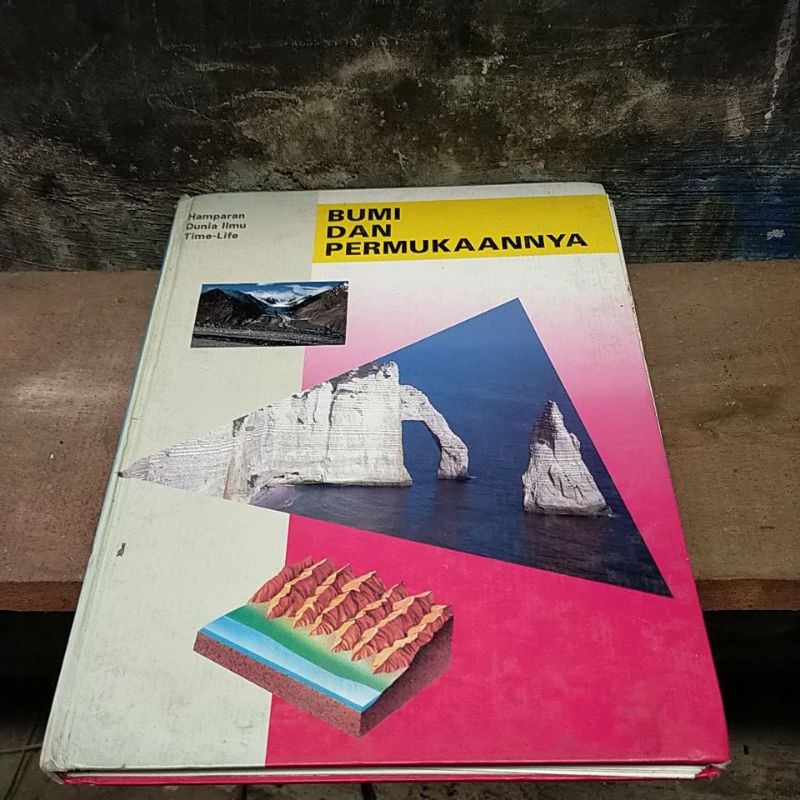 Hamparan
Dunia Ilmu
Time-Life
BUMI
DAN
PERMUKAANNYA